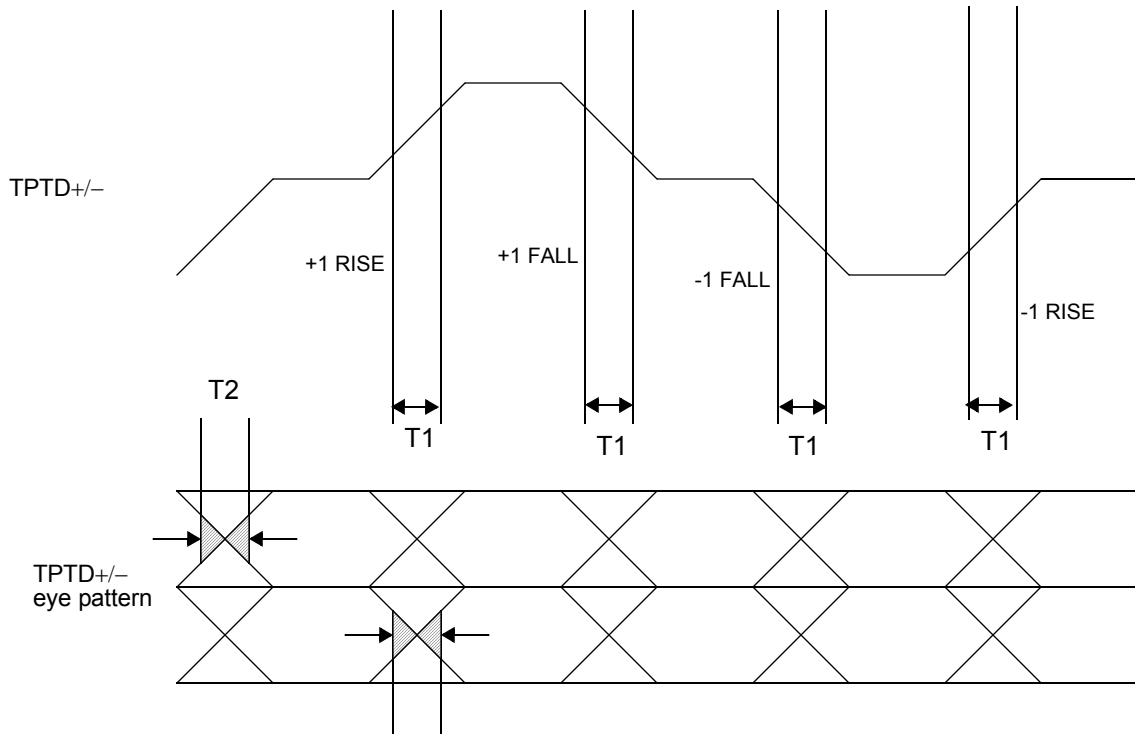 TPTD+/−
+1 RISE
+1 FALL
-1 FALL
-1 RISE
T2
T1
T1
T1
T1
TPTD+/−
eye pattern